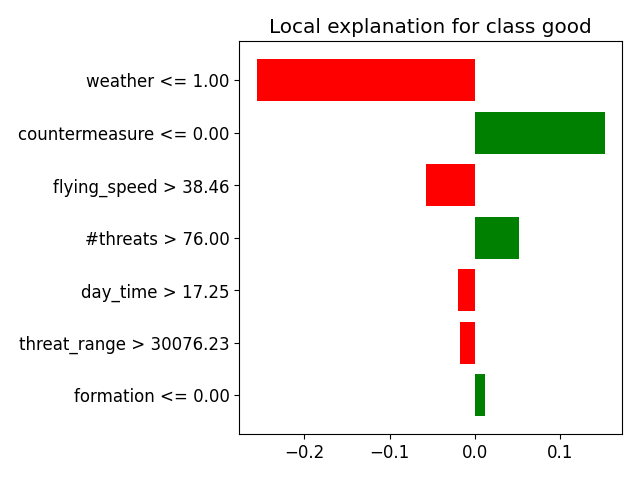 Local explanation for class good
weather <= 1.00
countermeasure <= 0.00
flying_speed > 38.46
#threats > 76.00
day_time > 17.25
threat_range > 30076.23
formation <= 0.00
−0.2 −0.1 0.0 0.1